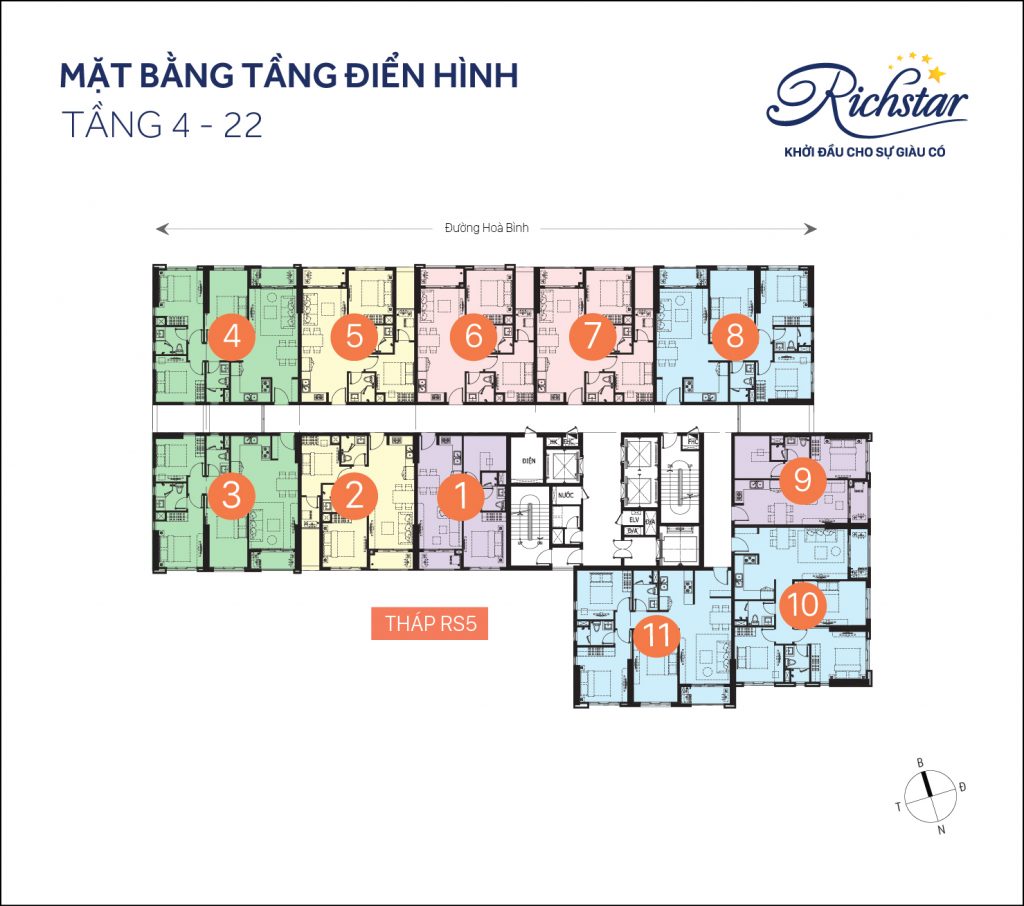 MẶT BẰNG TẦNG ĐIỂN HÌNH
TẦNG 4 - 22
Richstar
KHỞI ĐẦU CHO SỰ GIÀU CÓ
Đường Hoà Bình
4
5
6
7
8
3
2
1
ĐIỆN
NƯỚC
ELV
9
10
11
THÁP RS5
B
Đ
T
N